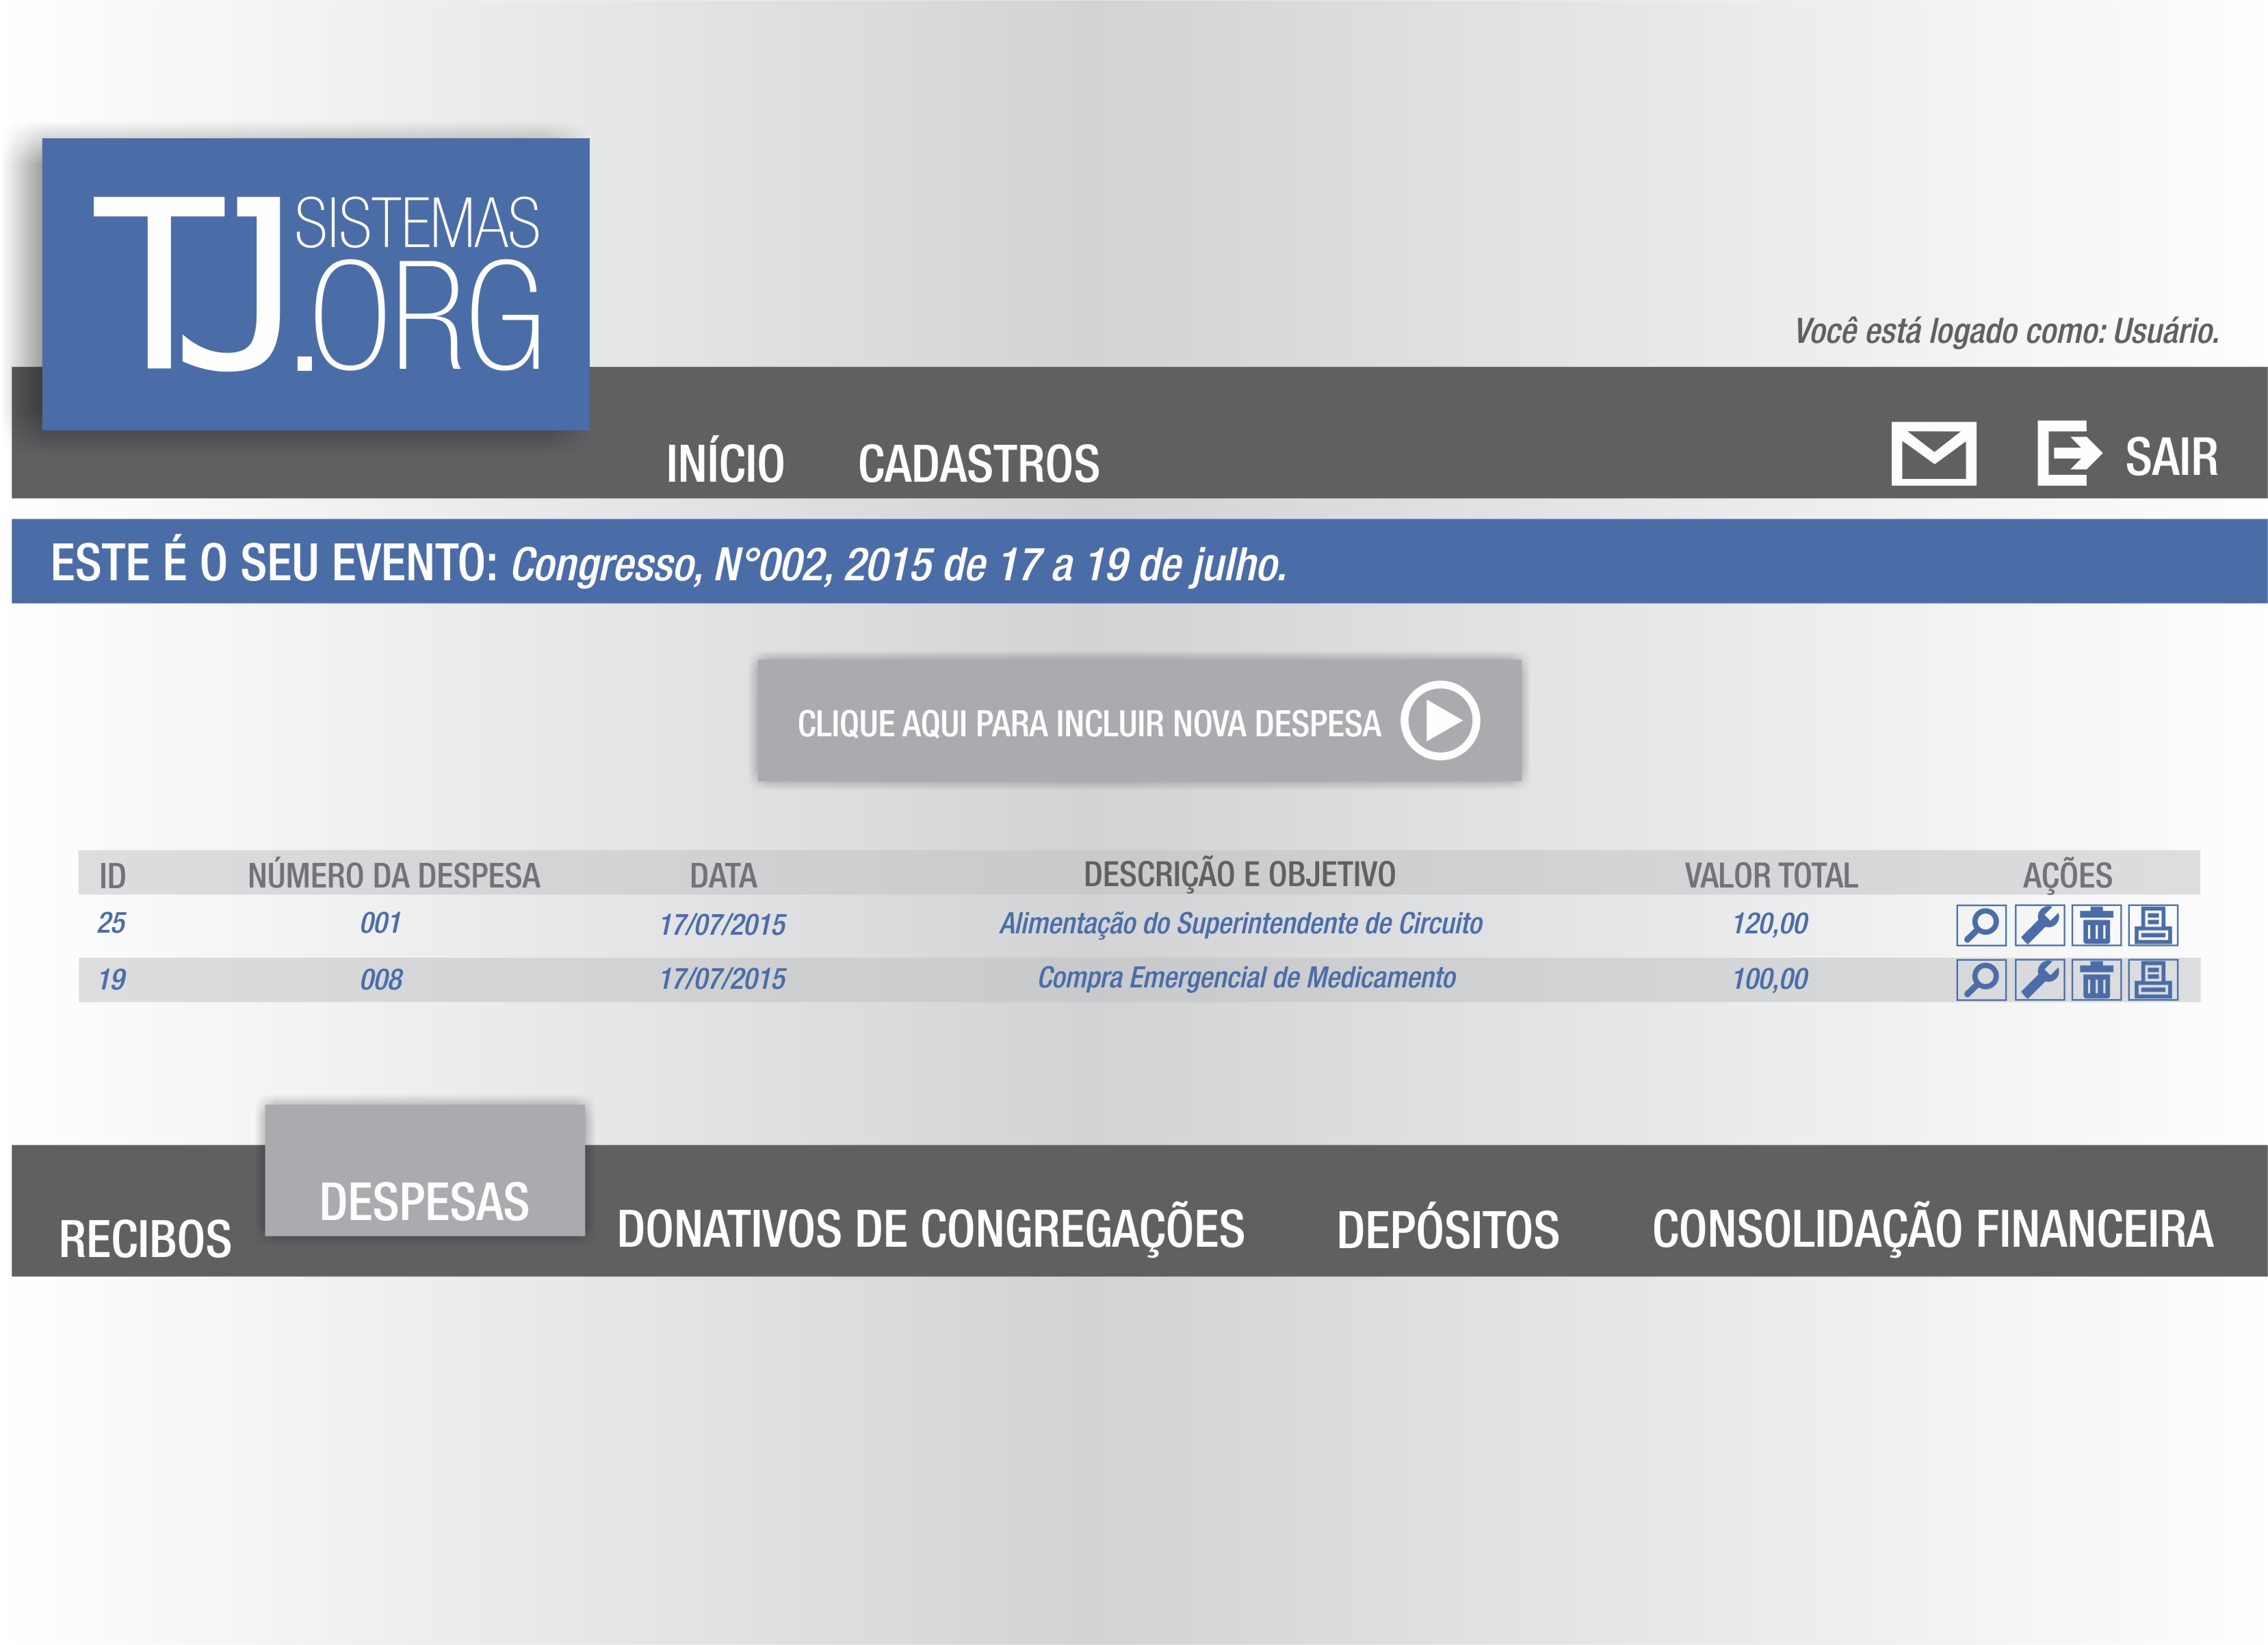 TJ SISTEMAS
.ORG
Você está logado como: Usuário.
INÍCIO CADASTROS SAIR
ESTE É O SEU EVENTO: Congresso, N°002, 2015 de 17 a 19 de julho.
CLIQUE AQUI PARA INCLUIR NOVA DESPESA
ID NÚMERO DA DESPESA DATA DESCRIÇÃO E OBJETIVO VALOR TOTAL AÇÕES
25 001 17/07/2015 Alimentação do Superintendente de Circuito 120,00
19 008 17/07/2015 Compra Emergencial de Medicamento 100,00
RECIBOS DESPESAS DONATIVOS DE CONGREGAÇÕES DEPÓSITOS CONSOLIDAÇÃO FINANCEIRA